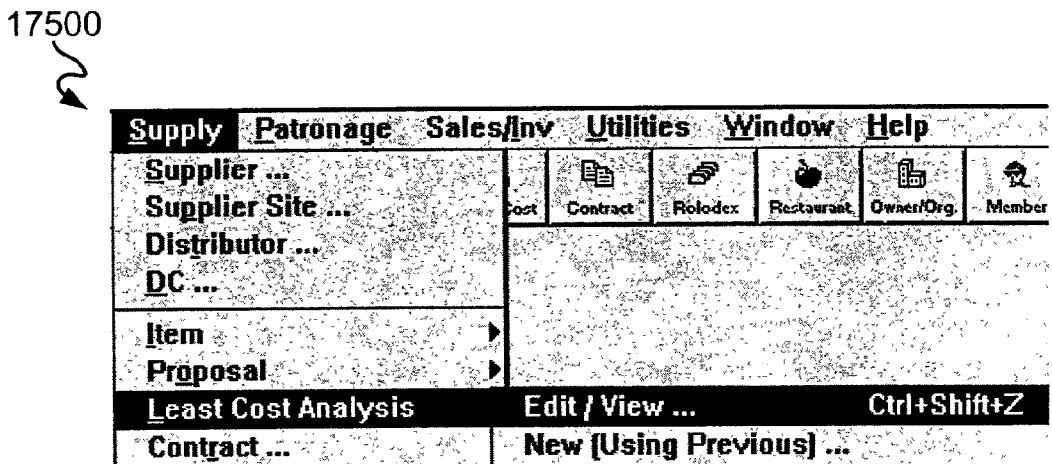 17500
Supply Patronage Sales/Inv Utilities Window Help
Supplier ...
Supplier Site ...
Distributor ...
DC ...
Cost Contract Rolodex Restaurant Owner/Org. Member
Item
Proposal
Least Cost Analysis Edit / View ... Ctrl+Shift+Z
Contract ... New (Using Previous) ...